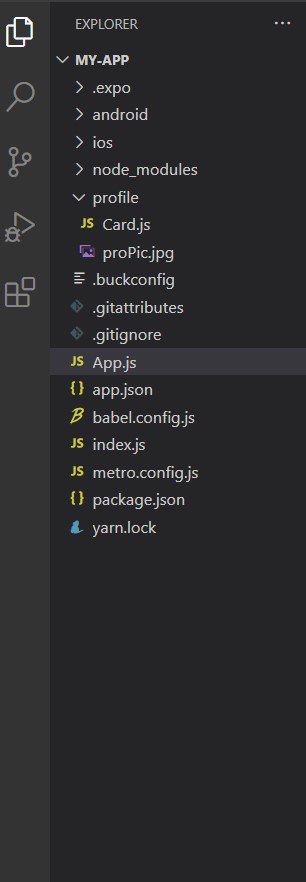 EXPLORER
MY-APP
.expo
android
ios
node_modules
profile
JS Card.js
proPic.jpg
.buckconfig
.gitattributes
.gitignore
JS App.js
{} app.json
babel.config.js
JS index.js
JS metro.config.js
{} package.json
yarn.lock